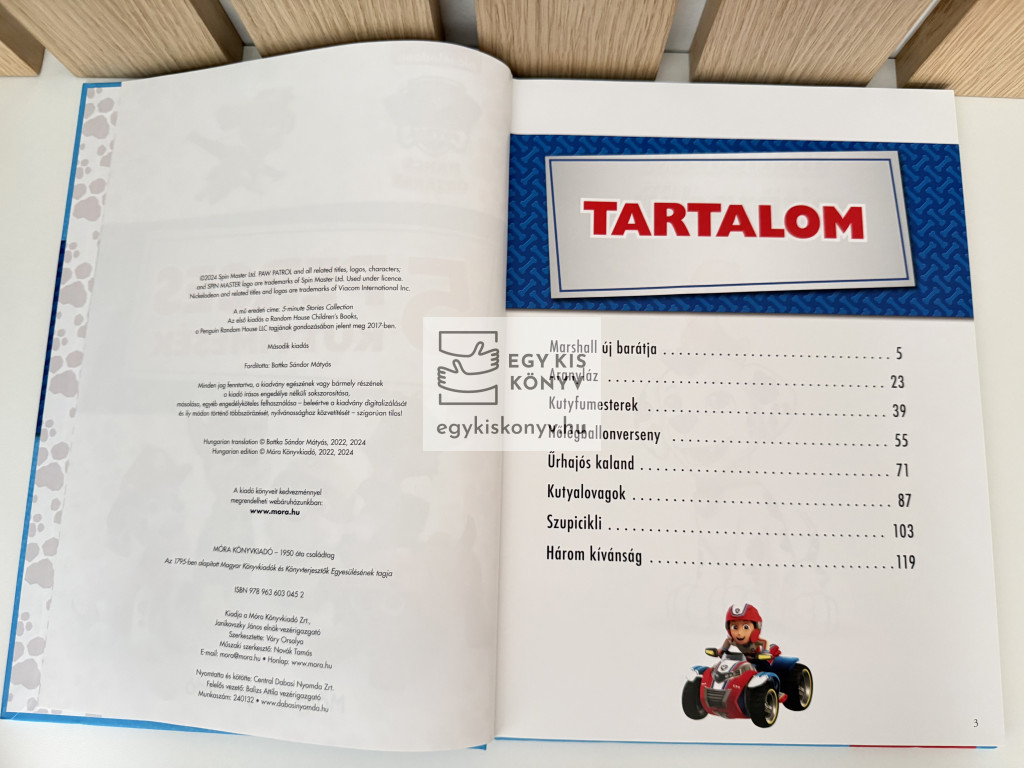 ©2024 Spin Master Ltd. PAW PATROL and all related titles, logos, characters;
and SPIN MASTER logo are trademarks of Spin Master Ltd. Used under licence.
Nickelodeon and related titles and logos are trademarks of Viacom International Inc.
A mű eredeti címe: 5-minute Stories Collection
Az első kiadás a Random House Children's Books,
a Penguin Random House LLC tagjának gondozásában jelent meg 2017-ben.
Második kiadás
Fordította: Bottka Sándor Mátyás
Minden jog fenntartva, a kiadvány egészének vagy bármely részének
a kiadó írásos engedélye nélküli sokszorosítása,
másolása, egyéb engedélyköteles felhasználása – beleértve a kiadvány digitalizálását
és ily módon történő többszörözését, nyilvánossághoz közvetítését – szigorúan tilos!
Hungarian translation © Bottka Sándor Mátyás, 2022, 2024
Hungarian edition © Móra Könyvkiadó, 2022, 2024
A kiadó könyveit kedvezménnyel
megrendelheti webáruházunkban:
www.mora.hu
MÓRA KÖNYVKIADÓ – 1950 óta családtag
Az 1795-ben alapított Magyar Könyvkiadók és Könyvterjesztők Egyesülésének tagja
ISBN 978 963 603 045 2
Kiadja a Móra Könyvkiadó Zrt.,
Janikovszky János elnök-vezérigazgató
Szerkesztette: Váry Orsolya
Műszaki szerkesztő: Novák Tamás
E-mail: mora@mora.hu • Honlap: www.mora.hu
Nyomtatta és kötötte: Central Dabasi Nyomda Zrt.
Felelős vezető: Balizs Attila vezérigazgató
Munkaszám: 240132 • www.dabasinyomda.hu
EGY KIS
KÖNYV
egykiskonyv.hu
TARTALOM
Marshall új barátja 5
Aranyláz 23
Kutyfumesterek 39
Hőlégballonverseny 55
Űrhajós kaland 71
Kutyalovagok 87
Szupicikli 103
Három kívánság 119
3